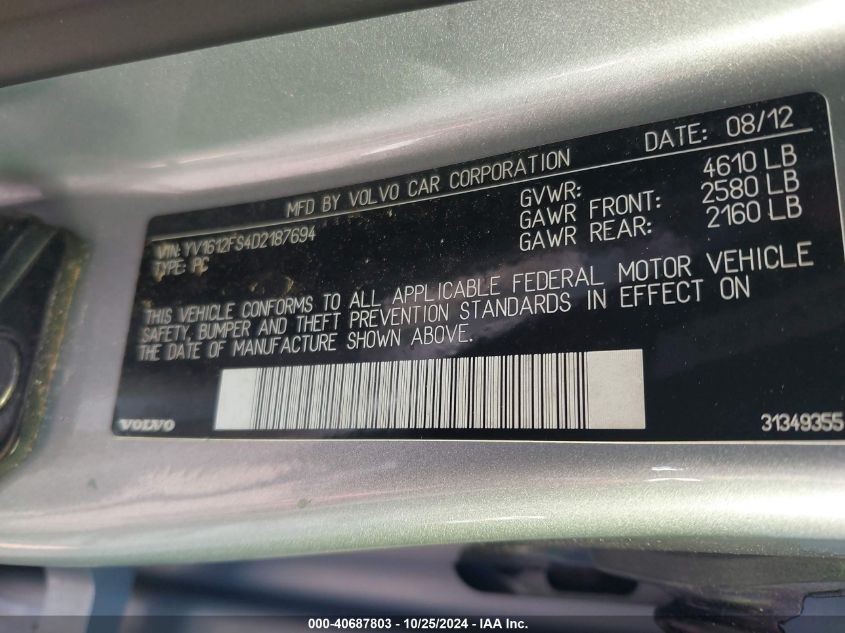 MFD BY VOLVO CAR CORPORATION DATE: 08/12
VIN: YV1612FS4D2187694 GVWR: 4610 LB
TYPE: PC GAWR FRONT: 2580 LB
GAWR REAR: 2160 LB
THIS VEHICLE CONFORMS TO ALL APPLICABLE FEDERAL MOTOR VEHICLE
SAFETY, BUMPER AND THEFT PREVENTION STANDARDS IN EFFECT ON
THE DATE OF MANUFACTURE SHOWN ABOVE.
VOLVO 31349355
000-40687803 - 10/25/2024 - IAA Inc.